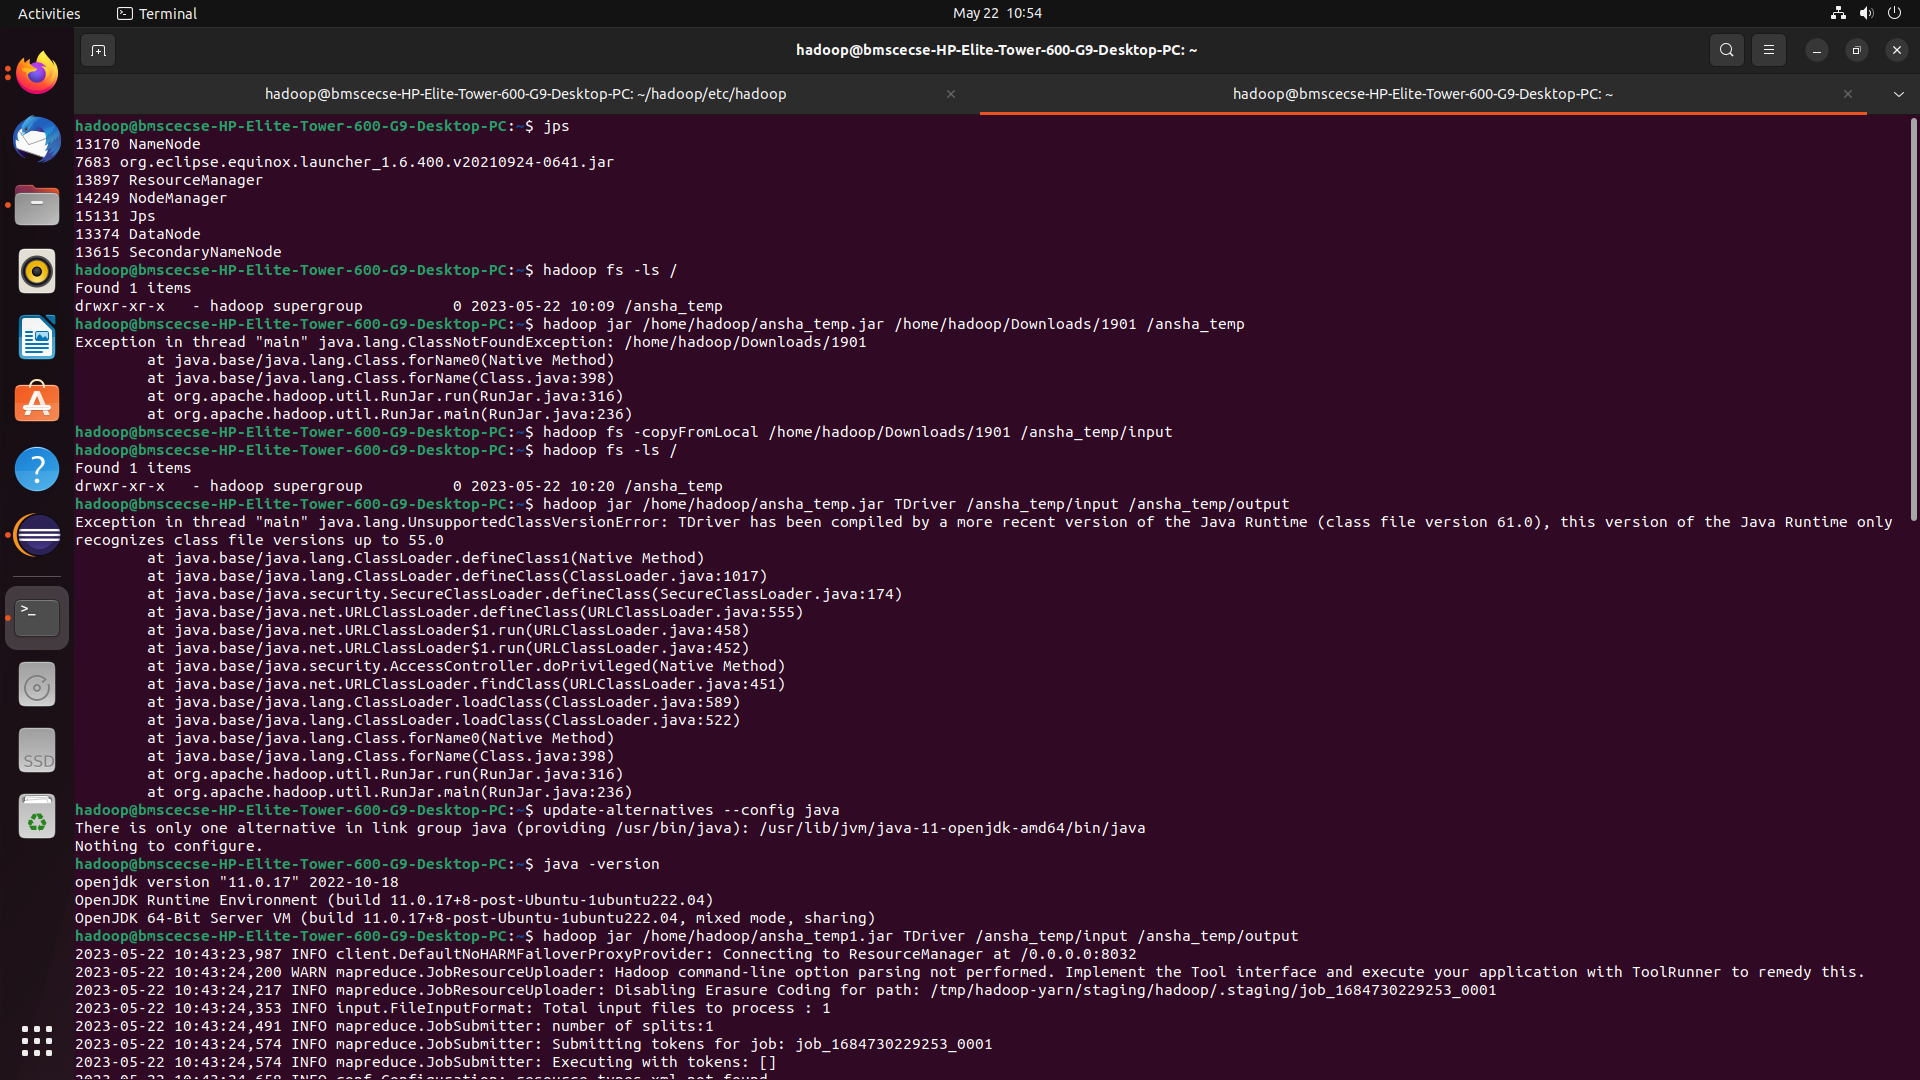 Activities
Terminal
May 22 10:54
hadoop@bmscecse-HP-Elite-Tower-600-G9-Desktop-PC: ~
hadoop@bmscecse-HP-Elite-Tower-600-G9-Desktop-PC: ~/hadoop/etc/hadoop
hadoop@bmscecse-HP-Elite-Tower-600-G9-Desktop-PC: ~
hadoop@bmscecse-HP-Elite-Tower-600-G9-Desktop-PC:~$ jps
13170 NameNode
7683 org.eclipse.equinox.launcher_1.6.400.v20210924-0641.jar
13897 ResourceManager
14249 NodeManager
15131 Jps
13374 DataNode
13615 SecondaryNameNode
hadoop@bmscecse-HP-Elite-Tower-600-G9-Desktop-PC:~$ hadoop fs -ls /
Found 1 items
drwxr-xr-x   - hadoop supergroup          0 2023-05-22 10:09 /ansha_temp
hadoop@bmscecse-HP-Elite-Tower-600-G9-Desktop-PC:~$ hadoop jar /home/hadoop/ansha_temp.jar /home/hadoop/Downloads/1901 /ansha_temp
Exception in thread "main" java.lang.ClassNotFoundException: /home/hadoop/Downloads/1901
        at java.base/java.lang.Class.forName0(Native Method)
        at java.base/java.lang.Class.forName(Class.java:398)
        at org.apache.hadoop.util.RunJar.run(RunJar.java:316)
        at org.apache.hadoop.util.RunJar.main(RunJar.java:236)
hadoop@bmscecse-HP-Elite-Tower-600-G9-Desktop-PC:~$ hadoop fs -copyFromLocal /home/hadoop/Downloads/1901 /ansha_temp/input
hadoop@bmscecse-HP-Elite-Tower-600-G9-Desktop-PC:~$ hadoop fs -ls /
Found 1 items
drwxr-xr-x   - hadoop supergroup          0 2023-05-22 10:20 /ansha_temp
hadoop@bmscecse-HP-Elite-Tower-600-G9-Desktop-PC:~$ hadoop jar /home/hadoop/ansha_temp.jar TDriver /ansha_temp/input /ansha_temp/output
Exception in thread "main" java.lang.UnsupportedClassVersionError: TDriver has been compiled by a more recent version of the Java Runtime (class file version 61.0), this version of the Java Runtime only
recognizes class file versions up to 55.0
        at java.base/java.lang.ClassLoader.defineClass1(Native Method)
        at java.base/java.lang.ClassLoader.defineClass(ClassLoader.java:1017)
        at java.base/java.security.SecureClassLoader.defineClass(SecureClassLoader.java:174)
        at java.base/java.net.URLClassLoader.defineClass(URLClassLoader.java:555)
        at java.base/java.net.URLClassLoader$1.run(URLClassLoader.java:458)
        at java.base/java.net.URLClassLoader$1.run(URLClassLoader.java:452)
        at java.base/java.security.AccessController.doPrivileged(Native Method)
        at java.base/java.net.URLClassLoader.findClass(URLClassLoader.java:451)
        at java.base/java.lang.ClassLoader.loadClass(ClassLoader.java:589)
        at java.base/java.lang.ClassLoader.loadClass(ClassLoader.java:522)
        at java.base/java.lang.Class.forName0(Native Method)
        at java.base/java.lang.Class.forName(Class.java:398)
        at org.apache.hadoop.util.RunJar.run(RunJar.java:316)
        at org.apache.hadoop.util.RunJar.main(RunJar.java:236)
hadoop@bmscecse-HP-Elite-Tower-600-G9-Desktop-PC:~$ update-alternatives --config java
There is only one alternative in link group java (providing /usr/bin/java): /usr/lib/jvm/java-11-openjdk-amd64/bin/java
Nothing to configure.
hadoop@bmscecse-HP-Elite-Tower-600-G9-Desktop-PC:~$ java -version
openjdk version "11.0.17" 2022-10-18
OpenJDK Runtime Environment (build 11.0.17+8-post-Ubuntu-1ubuntu222.04)
OpenJDK 64-Bit Server VM (build 11.0.17+8-post-Ubuntu-1ubuntu222.04, mixed mode, sharing)
hadoop@bmscecse-HP-Elite-Tower-600-G9-Desktop-PC:~$ hadoop jar /home/hadoop/ansha_temp1.jar TDriver /ansha_temp/input /ansha_temp/output
2023-05-22 10:43:23,987 INFO client.DefaultNoHARMFailoverProxyProvider: Connecting to ResourceManager at /0.0.0.0:8032
2023-05-22 10:43:24,200 WARN mapreduce.JobResourceUploader: Hadoop command-line option parsing not performed. Implement the Tool interface and execute your application with ToolRunner to remedy this.
2023-05-22 10:43:24,217 INFO mapreduce.JobResourceUploader: Disabling Erasure Coding for path: /tmp/hadoop-yarn/staging/hadoop/.staging/job_1684730229253_0001
2023-05-22 10:43:24,353 INFO input.FileInputFormat: Total input files to process : 1
2023-05-22 10:43:24,491 INFO mapreduce.JobSubmitter: number of splits:1
2023-05-22 10:43:24,574 INFO mapreduce.JobSubmitter: Submitting tokens for job: job_1684730229253_0001
2023-05-22 10:43:24,574 INFO mapreduce.JobSubmitter: Executing with tokens: []
2023-05-22 10:43:24,658 INFO conf.Configuration: resource-types.xml not found
SSD